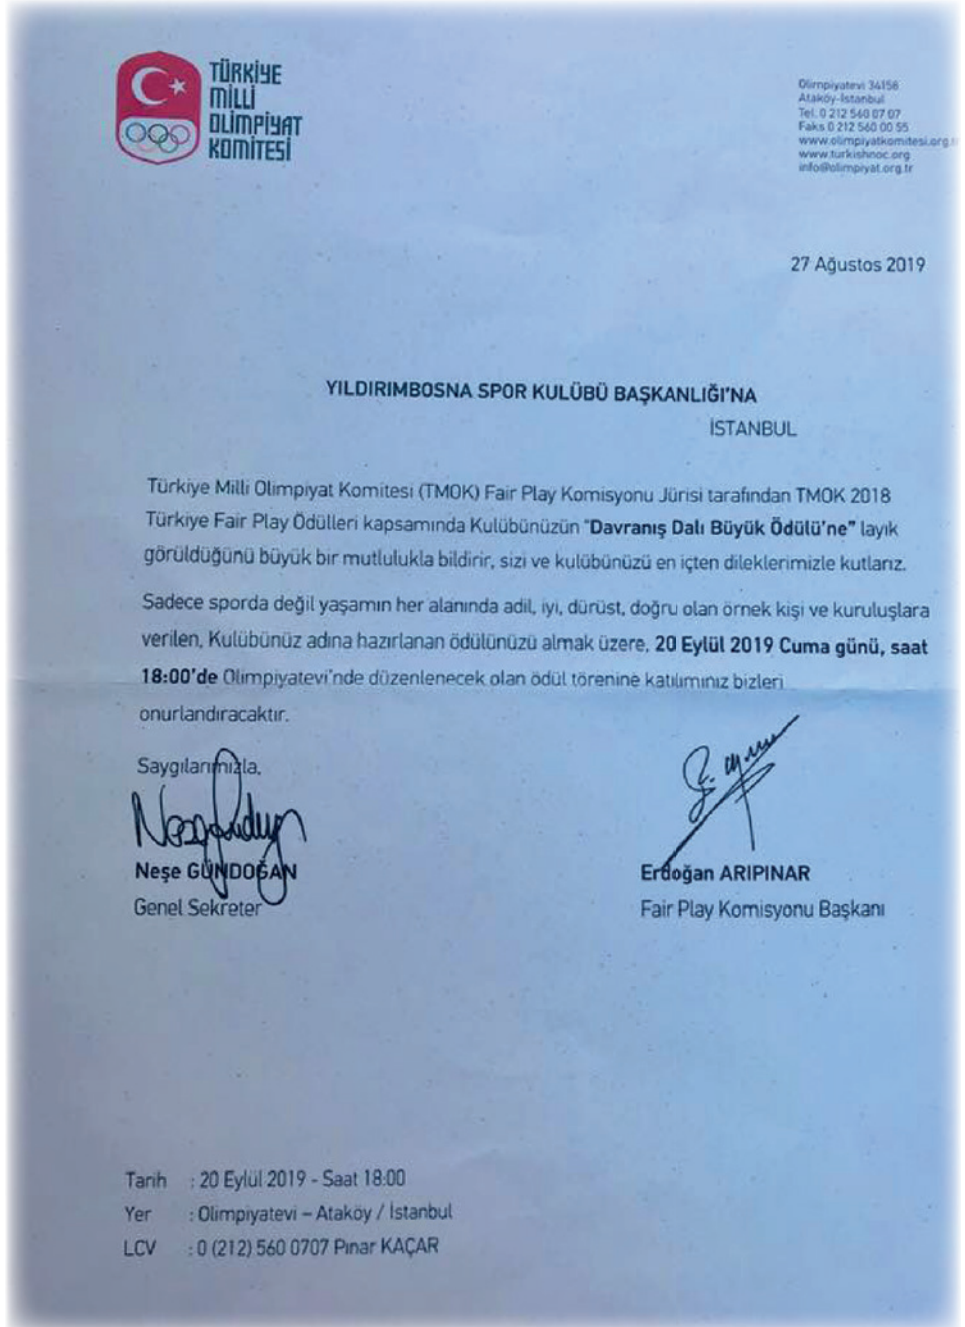 TÜRKİYE
MİLLİ
OLİMPİYAT
KOMİTESİ
Olimpiyatevi 34158
Ataköy-İstanbul
Tel. 0 212 560 07 07
Faks 0 212 560 00 55
www.olimpiyatkomitesi.org.tr
www.turkishnoc.org
info@olimpiyat.org.tr
27 Ağustos 2019
YILDIRIMBOSNA SPOR KULÜBÜ BAŞKANLIĞI'NA
İSTANBUL
Türkiye Milli Olimpiyat Komitesi (TMOK) Fair Play Komisyonu Jürisi tarafından TMOK 2018
Türkiye Fair Play Ödülleri kapsamında Kulübünüzün "Davranış Dalı Büyük Ödülü'ne" layık
görüldüğünü büyük bir mutlulukla bildirir, sizi ve kulübünüzü en içten dileklerimizle kutlarız.
Sadece sporda değil yaşamın her alanında adil, iyi, dürüst, doğru olan örnek kişi ve kuruluşlara
verilen, Kulübünüz adına hazırlanan ödülünüzü almak üzere, 20 Eylül 2019 Cuma günü, saat
18:00'de Olimpiyatevi'nde düzenlenecek olan ödül törenine katılımınız bizleri
onurlandıracaktır.
Saygılarımızla,
Neşe GÜNDOĞAN
Genel Sekreter
Erdoğan ARIPINAR
Fair Play Komisyonu Başkanı
Tarih : 20 Eylül 2019 - Saat 18:00
Yer : Olimpiyatevi – Ataköy / İstanbul
LCV : 0 (212) 560 0707 Pınar KAÇAR